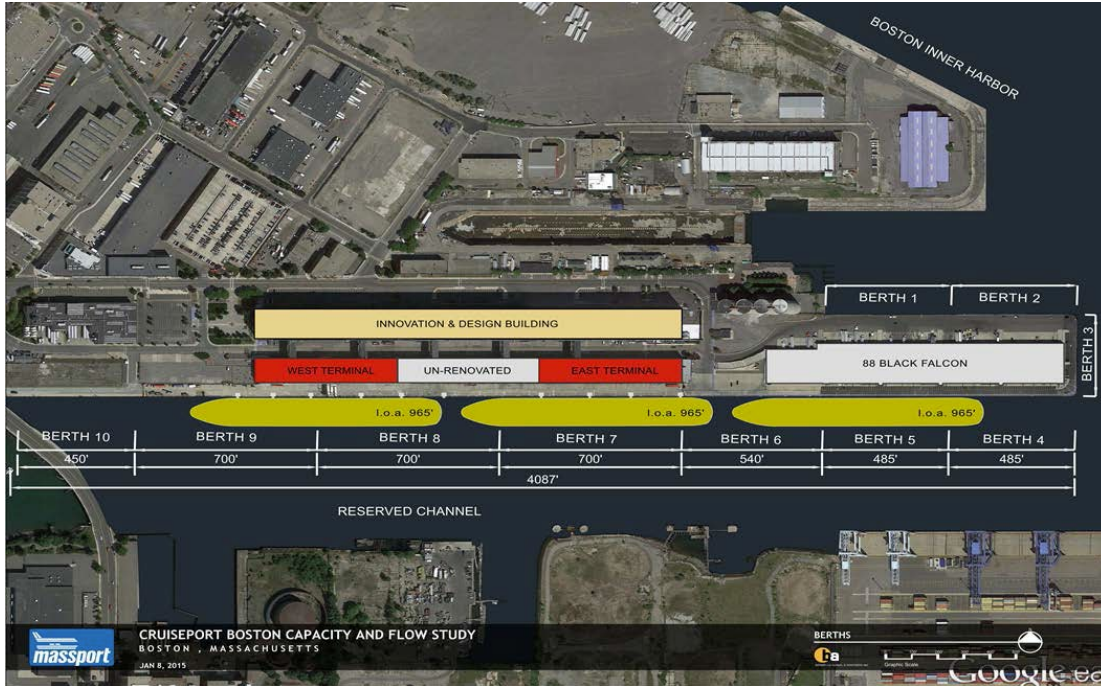 BOSTON INNER HARBOR
BERTH 1
BERTH 2
BERTH 3
INNOVATION & DESIGN BUILDING
WEST TERMINAL
UN-RENOVATED
EAST TERMINAL
88 BLACK FALCON
l.o.a. 965'
l.o.a. 965'
l.o.a. 965'
BERTH 10
BERTH 9
BERTH 8
BERTH 7
BERTH 6
BERTH 5
BERTH 4
450'
700'
700'
700'
540'
485'
485'
4087'
RESERVED CHANNEL
massport
CRUISEPORT BOSTON CAPACITY AND FLOW STUDY
BOSTON , MASSACHUSETTS
JAN 8, 2015
BERTHS
Graphic Scale
Google ea